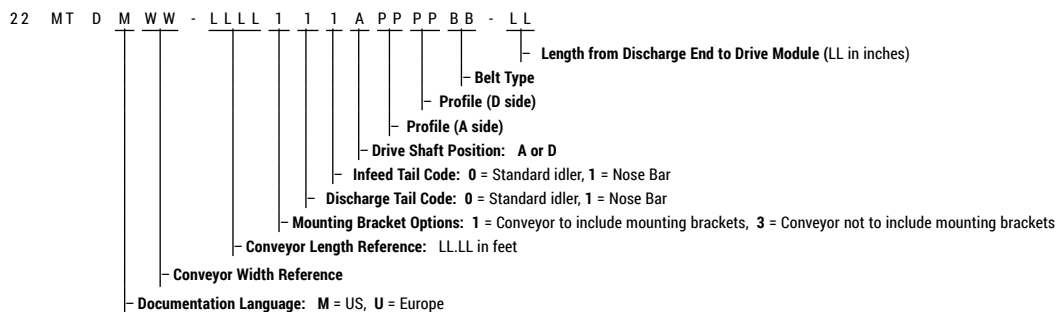 22 MT D M WW - LLLL 1 1 1 A PP PP BB - LL
Length from Discharge End to Drive Module (LL in inches)
Belt Type
Profile (D side)
Profile (A side)
Drive Shaft Position: A or D
Infeed Tail Code: 0 = Standard idler, 1 = Nose Bar
Discharge Tail Code: 0 = Standard idler, 1 = Nose Bar
Mounting Bracket Options: 1 = Conveyor to include mounting brackets, 3 = Conveyor not to include mounting brackets
Conveyor Length Reference: LL.LL in feet
Conveyor Width Reference
Documentation Language: M = US, U = Europe